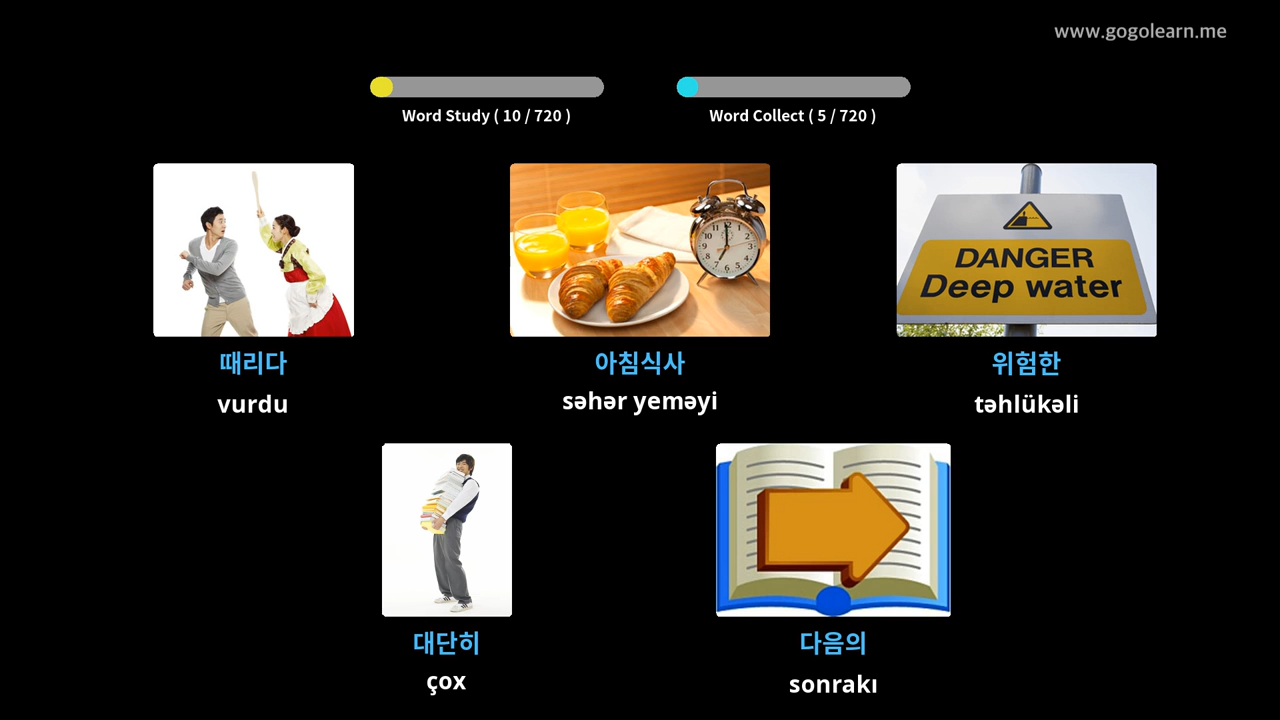 www.gogolearn.me
Word Study ( 10 / 720 )
Word Collect ( 5 / 720 )
DANGER
Deep water
때리다
아침식사
위험한
vurdu
səhər yeməyi
təhlükəli
대단히
다음의
çox
sonrakı